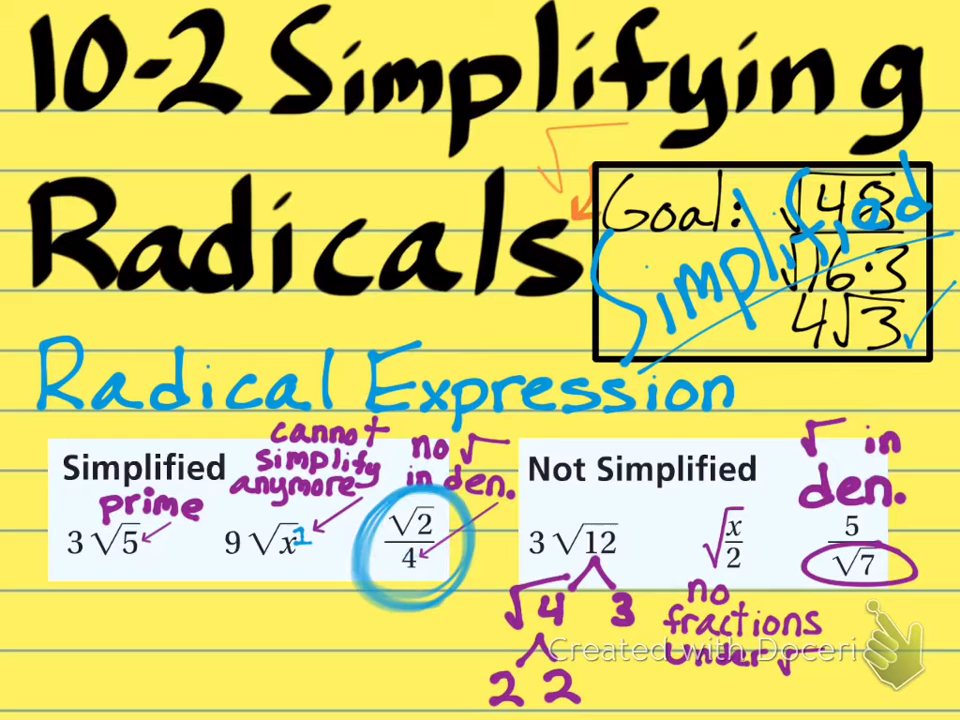 10-2 Simplifying
Radicals
Goal: √48
√16·3
4√3 ✓
Simplified
Radical Expression
Simplified
prime
cannot
simplify
anymore
no √
in den.
3√5
9√x¹
√2/4
Not Simplified
√ in
den.
3√12
√4 3
2 2
√x/2
no
fractions
under √
5/√7
Created with Doceri